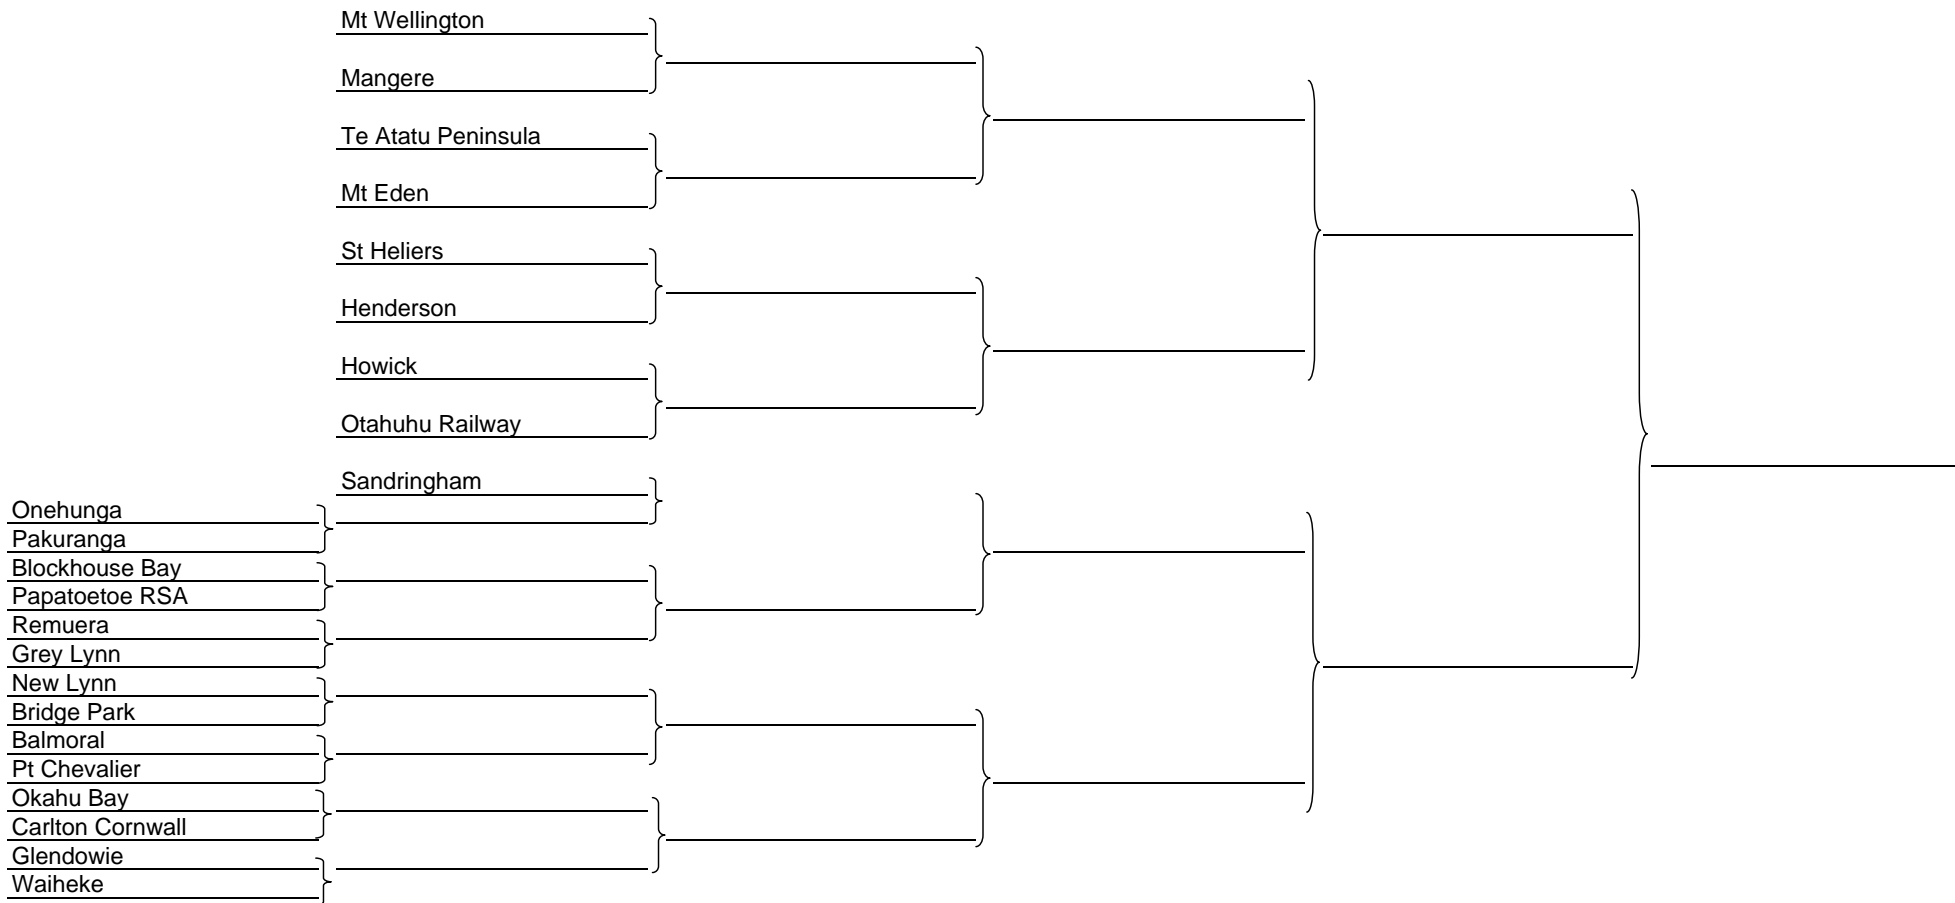 Mt Wellington
Mangere
Te Atatu Peninsula
Mt Eden
St Heliers
Henderson
Howick
Otahuhu Railway
Sandringham
Onehunga
Pakuranga
Blockhouse Bay
Papatoetoe RSA
Remuera
Grey Lynn
New Lynn
Bridge Park
Balmoral
Pt Chevalier
Okahu Bay
Carlton Cornwall
Glendowie
Waiheke